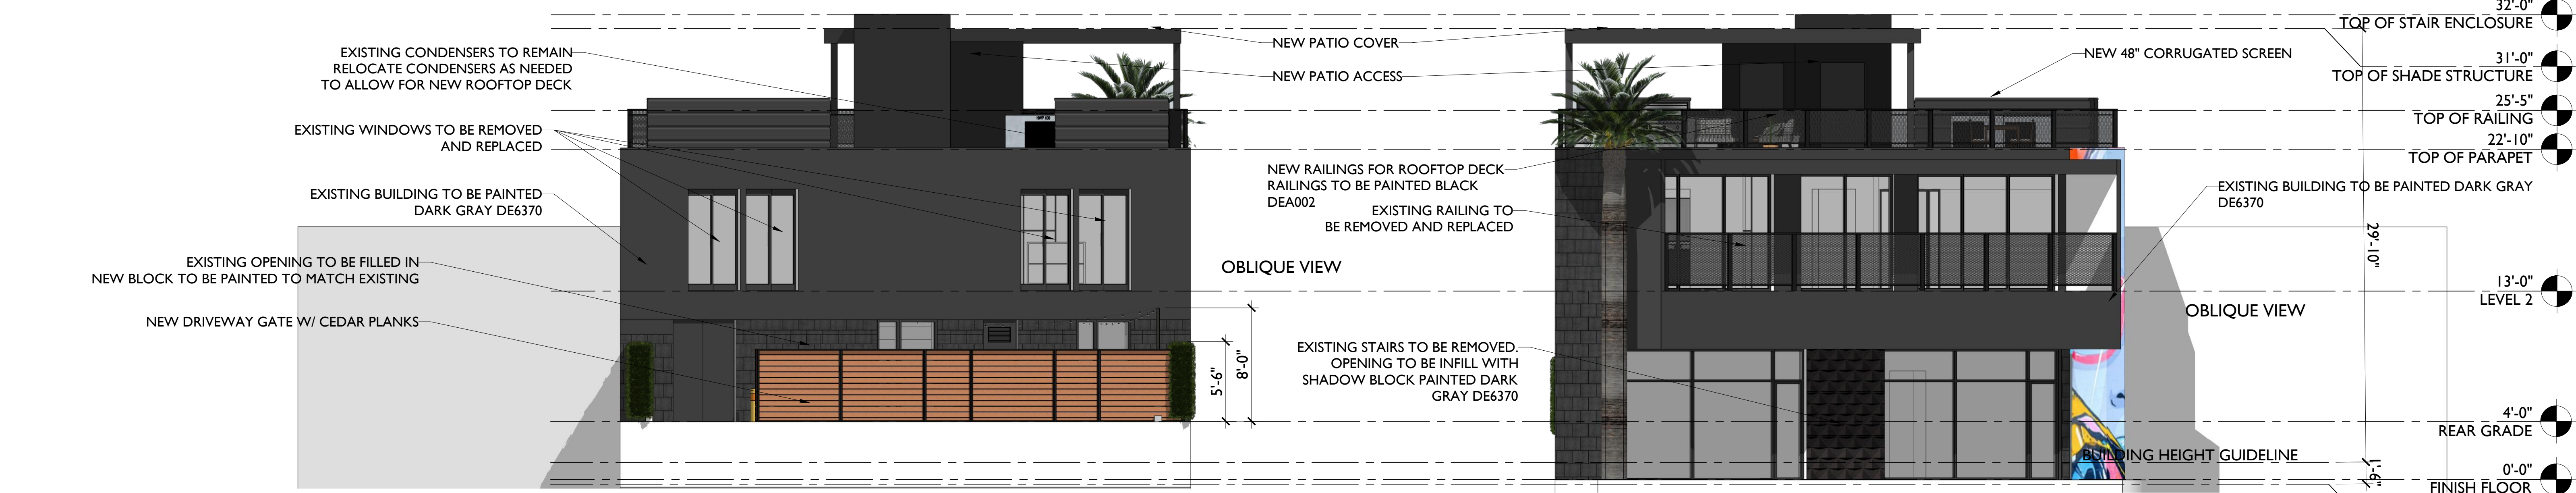 EXISTING CONDENSERS TO REMAIN
RELOCATE CONDENSERS AS NEEDED
TO ALLOW FOR NEW ROOFTOP DECK
EXISTING WINDOWS TO BE REMOVED
AND REPLACED
EXISTING BUILDING TO BE PAINTED
DARK GRAY DE6370
EXISTING OPENING TO BE FILLED IN
NEW BLOCK TO BE PAINTED TO MATCH EXISTING
NEW DRIVEWAY GATE W/ CEDAR PLANKS
5'-6"
8'-0"
NEW PATIO COVER
NEW PATIO ACCESS
NEW RAILINGS FOR ROOFTOP DECK
RAILINGS TO BE PAINTED BLACK
DEA002
EXISTING RAILING TO
BE REMOVED AND REPLACED
OBLIQUE VIEW
EXISTING STAIRS TO BE REMOVED.
OPENING TO BE INFILL WITH
SHADOW BLOCK PAINTED DARK
GRAY DE6370
NEW 48" CORRUGATED SCREEN
EXISTING BUILDING TO BE PAINTED DARK GRAY
DE6370
OBLIQUE VIEW
BUILDING HEIGHT GUIDELINE
29'-10"
1'-6"
32'-0"
TOP OF STAIR ENCLOSURE
31'-0"
TOP OF SHADE STRUCTURE
25'-5"
TOP OF RAILING
22'-10"
TOP OF PARAPET
13'-0"
LEVEL 2
4'-0"
REAR GRADE
0'-0"
FINISH FLOOR